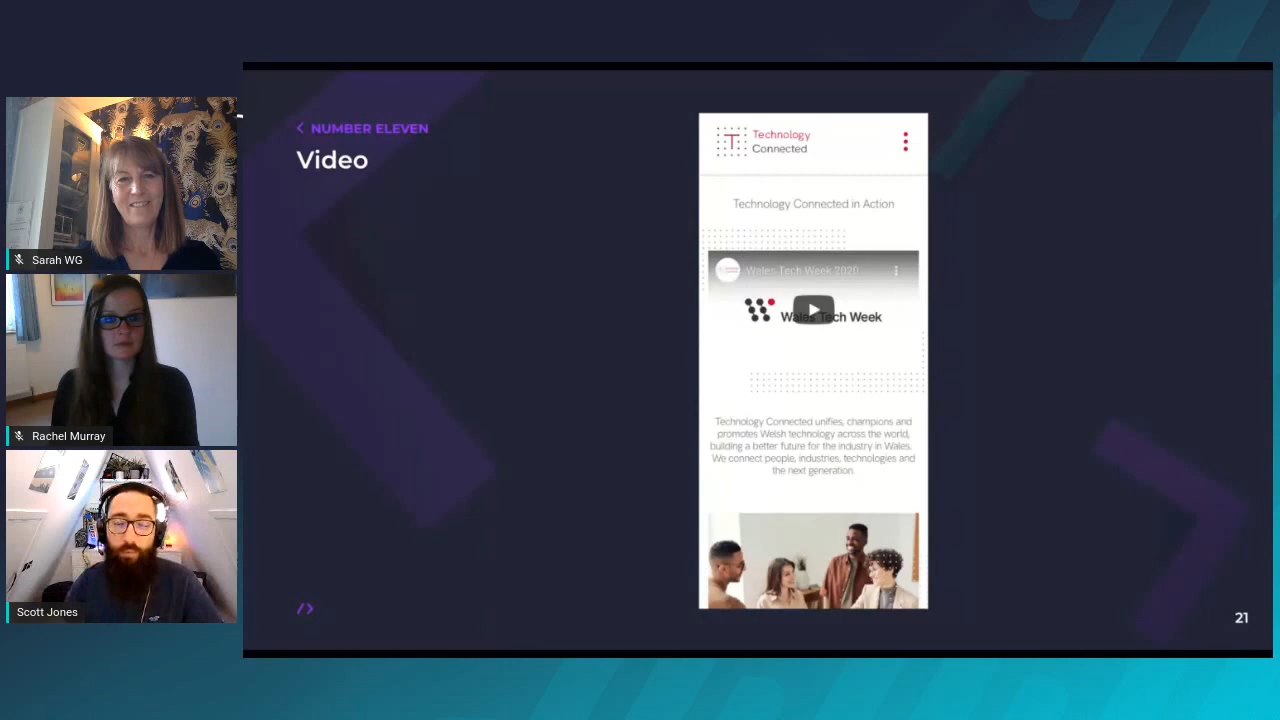 Sarah WG
Rachel Murray
Scott Jones
NUMBER ELEVEN
Video
Technology
Connected
Technology Connected in Action
Wales Tech Week 2020
Wales Tech Week
Technology Connected unifies, champions and
promotes Welsh technology across the world,
building a better future for the industry in Wales.
We connect people, industries, technologies and
the next generation.
21